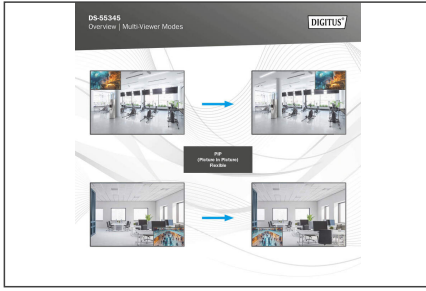 DS-55345
Overview | Multi-Viewer Modes
DIGITUS®
PIP
(Picture in Picture)
Flexible